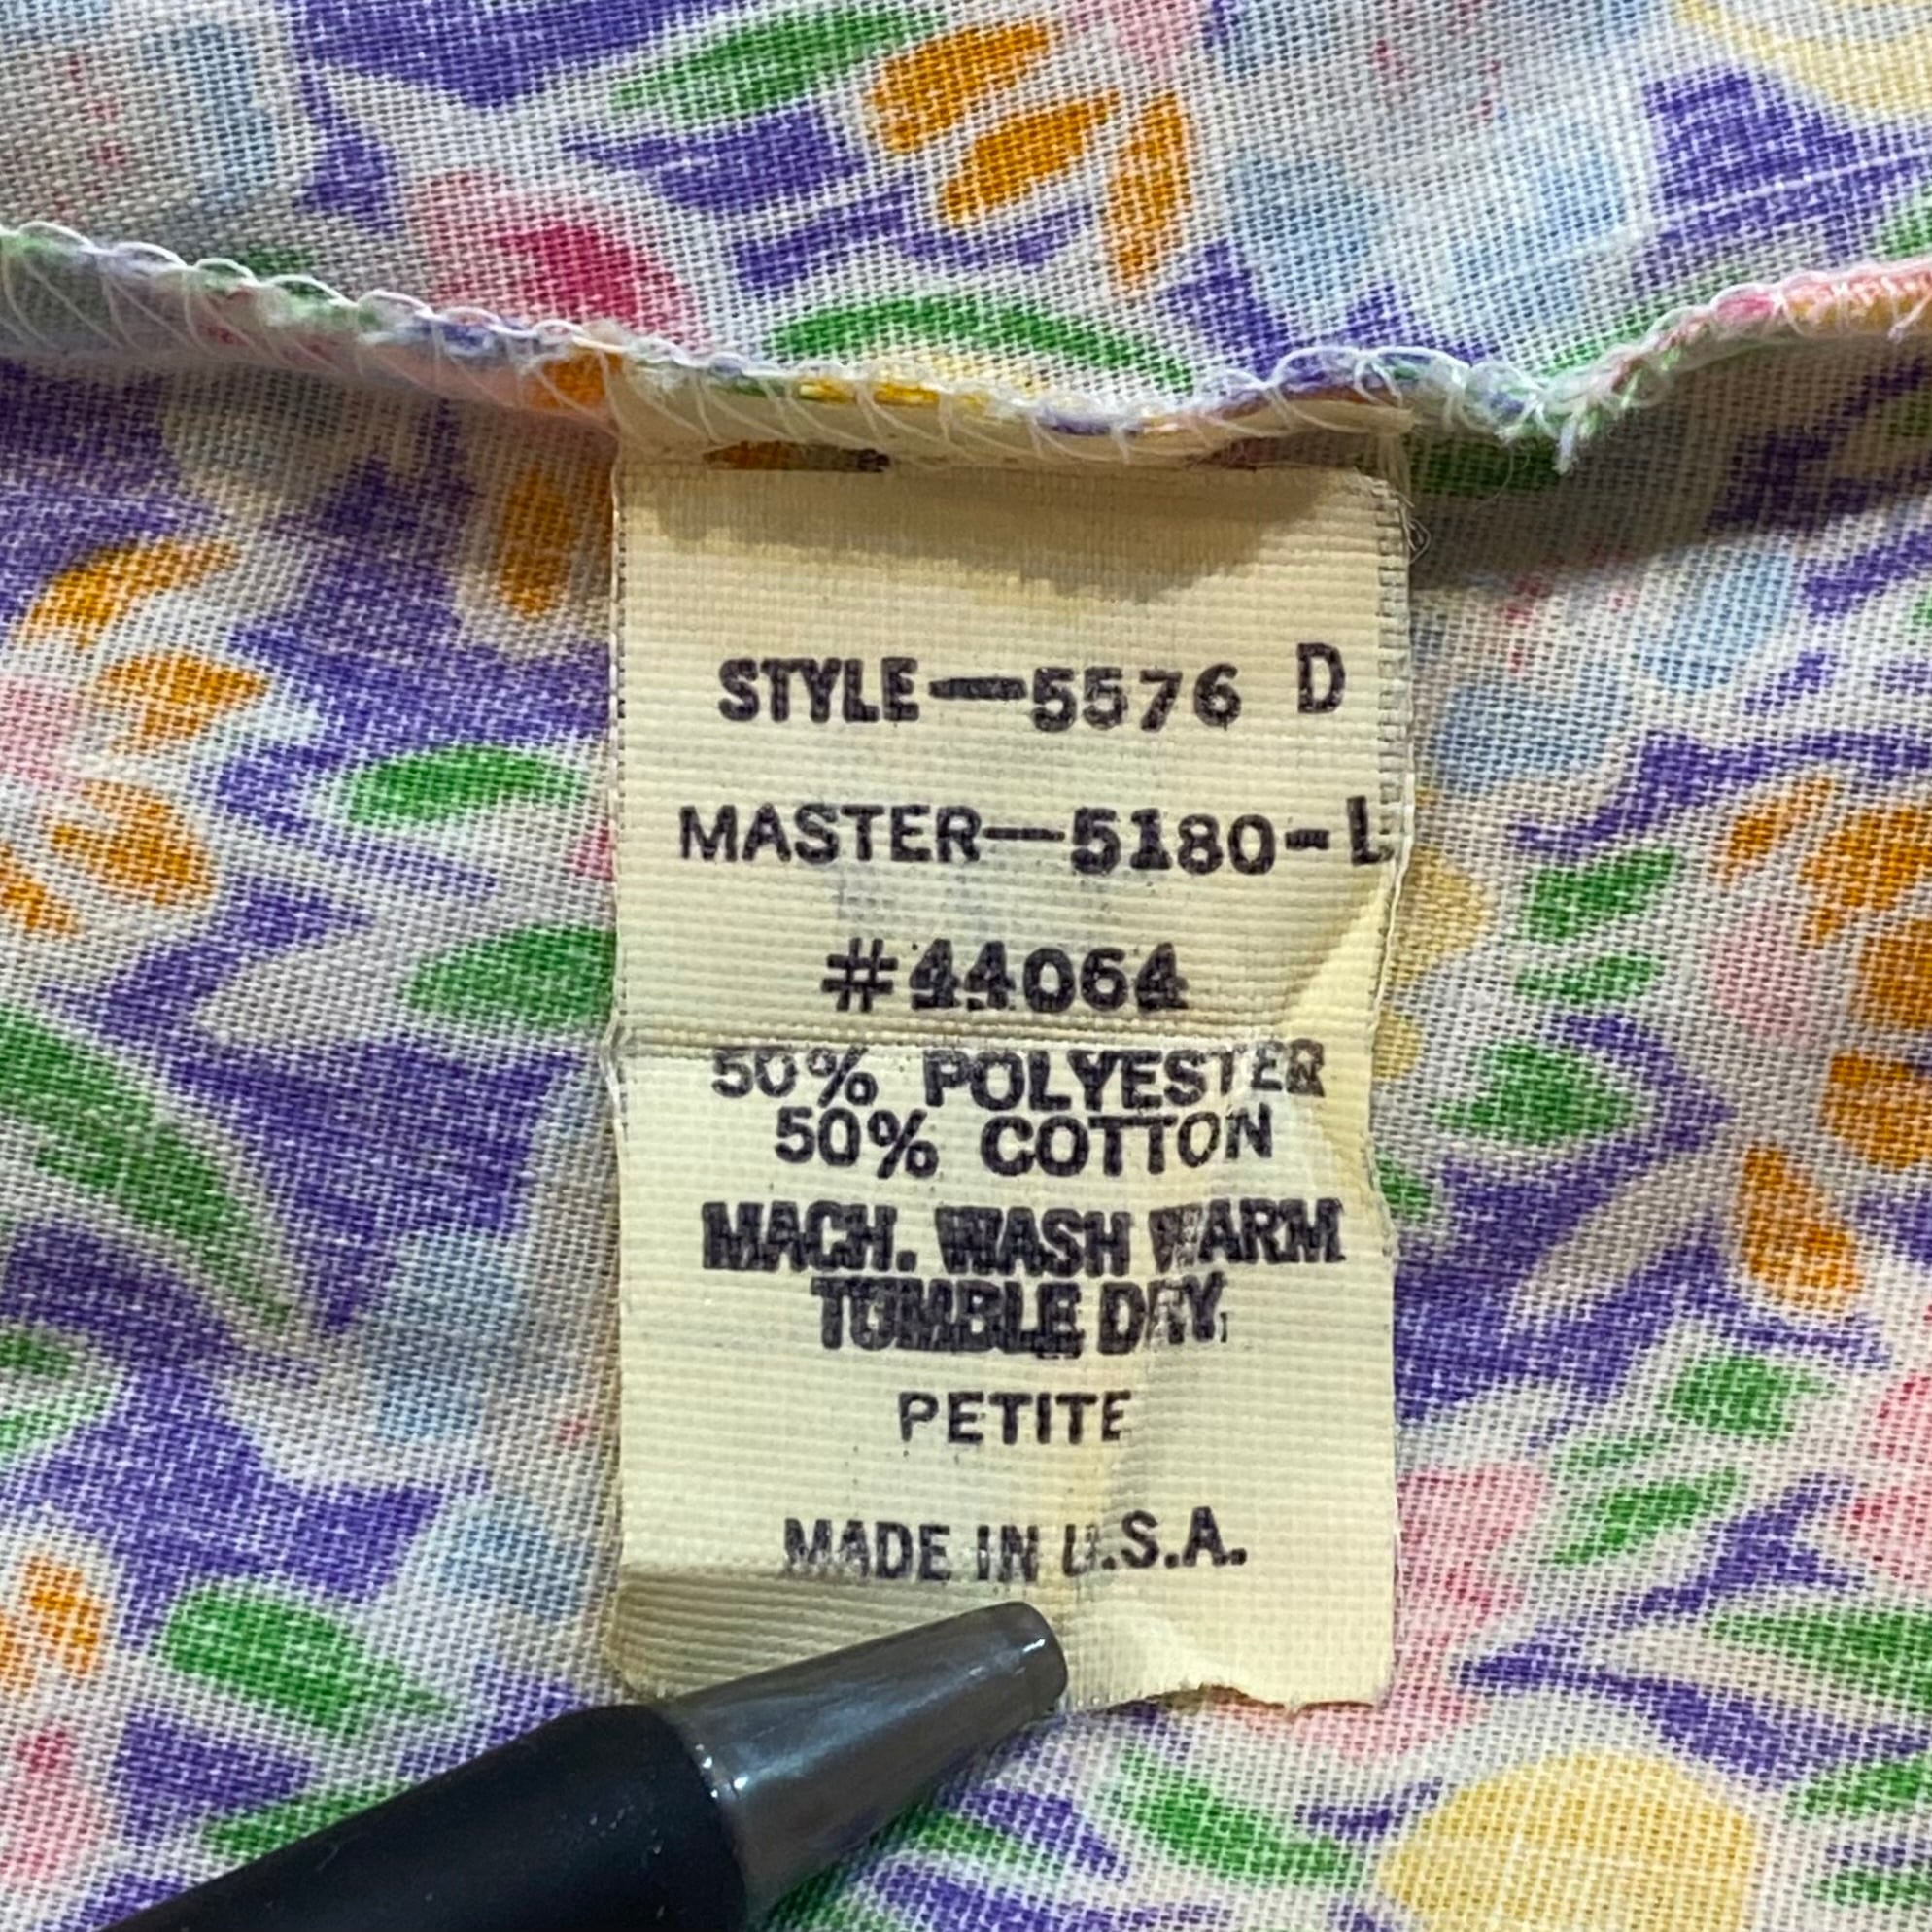 STYLE—5576 D
MASTER—5180-L
#44064
50% POLYESTER
50% COTTON
MACH. WASH WARM
TUMBLE DRY
PETITE
MADE IN U.S.A.